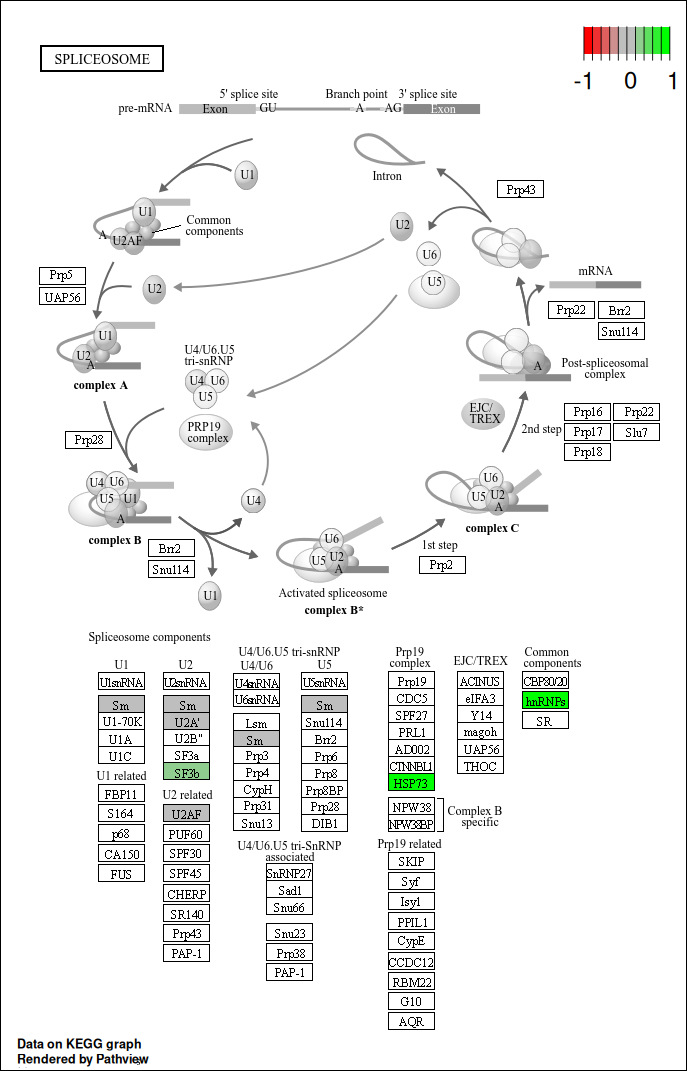 SPLICEOSOME
-1 0 1
5' splice site
Branch point
3' splice site
pre-mRNA
Exon
GU
A
AG
Exon
U1
Intron
Prp43
U1
A
U2AF
Common
components
U2
U6
U5
mRNA
Prp5
UAP56
U2
Prp22
Brr2
Snu114
U1
U2
A
complex A
U4/U6.U5
tri-snRNP
U4 U6
U5
PRP19
complex
A
Post-spliceosomal
complex
EJC/
TREX
2nd step
Prp16
Prp22
Prp17
Slu7
Prp18
Prp28
U4 U6
U5 U1
A
complex B
U4
U6
U5 U2
A
complex C
Brr2
Snu114
U1
U6
U5 U2
A
Activated spliceosome
complex B*
1st step
Prp2
Spliceosome components
U1
U1snRNA
Sm
U1-70K
U1A
U1C
U1 related
FBP11
S164
p68
CA150
FUS
U2
U2snRNA
Sm
U2A'
U2B"
SF3a
SF3b
U2 related
U2AF
PUF60
SPF30
SPF45
CHERP
SR140
Prp43
PAP-1
U4/U6.U5 tri-snRNP
U4/U6
U4snRNA
U6snRNA
Lsm
Sm
Prp3
Prp4
CypH
Prp31
Snu13
U5
U5snRNA
Sm
Snu114
Brr2
Prp6
Prp8
Prp8BP
Prp28
DIB1
U4/U6.U5 tri-SnRNP
associated
SnRNP27
Sad1
Snu66
Snu23
Prp38
PAP-1
Prp19
complex
Prp19
CDC5
SPF27
PRL1
AD002
CTNNBL1
HSP73
NPW38
NPW38BP
Complex B
specific
Prp19 related
SKIP
Syf
Isy1
PPIL1
CypE
CCDC12
RBM22
G10
AQR
EJC/TREX
ACINUS
eIFA3
Y14
magoh
UAP56
THOC
Common
components
CBP80/20
hnRNPs
SR
Data on KEGG graph
Rendered by Pathview